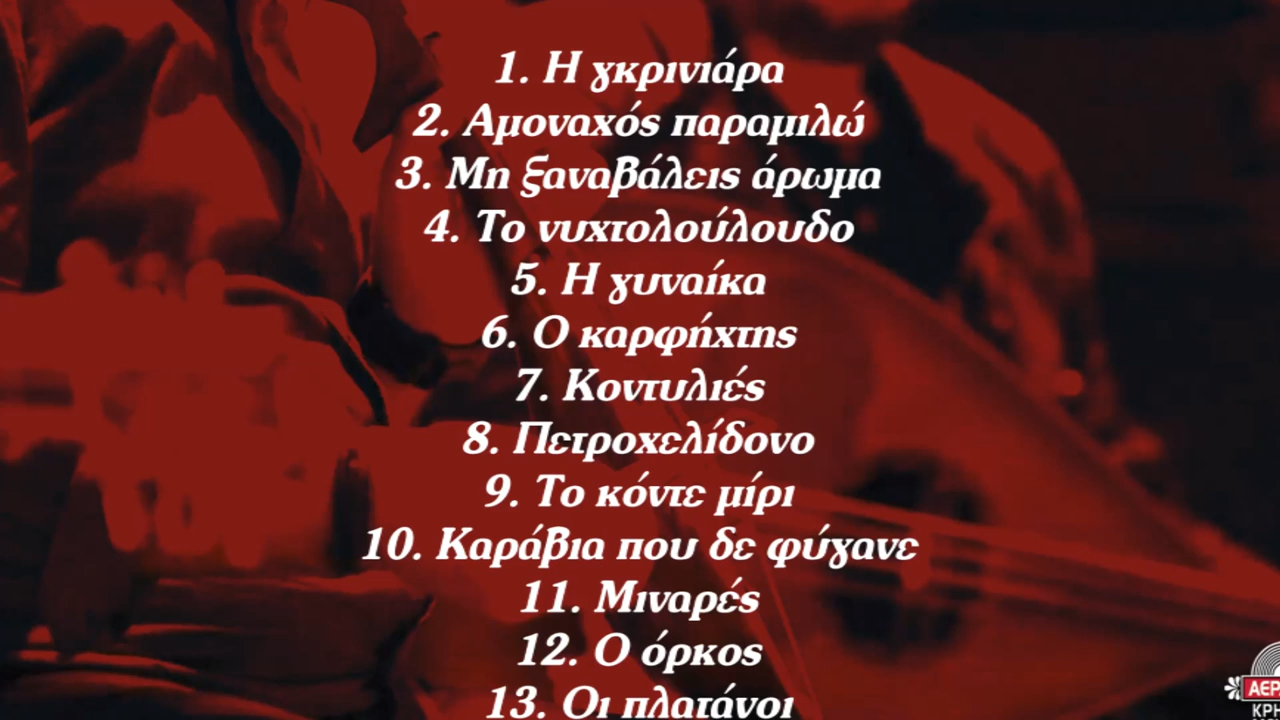 1. Η γκρινιάρα
2. Αμοναχός παραμιλώ
3. Μη ξαναβάλεις άρωμα
4. Το νυχτολούλουδο
5. Η γυναίκα
6. Ο καρφήχτης
7. Κοντυλιές
8. Πετροχελίδονο
9. Το κόντε μίρι
10. Καράβια που δε φύγανε
11. Μιναρές
12. Ο όρκος
13. Οι πλατάνοι